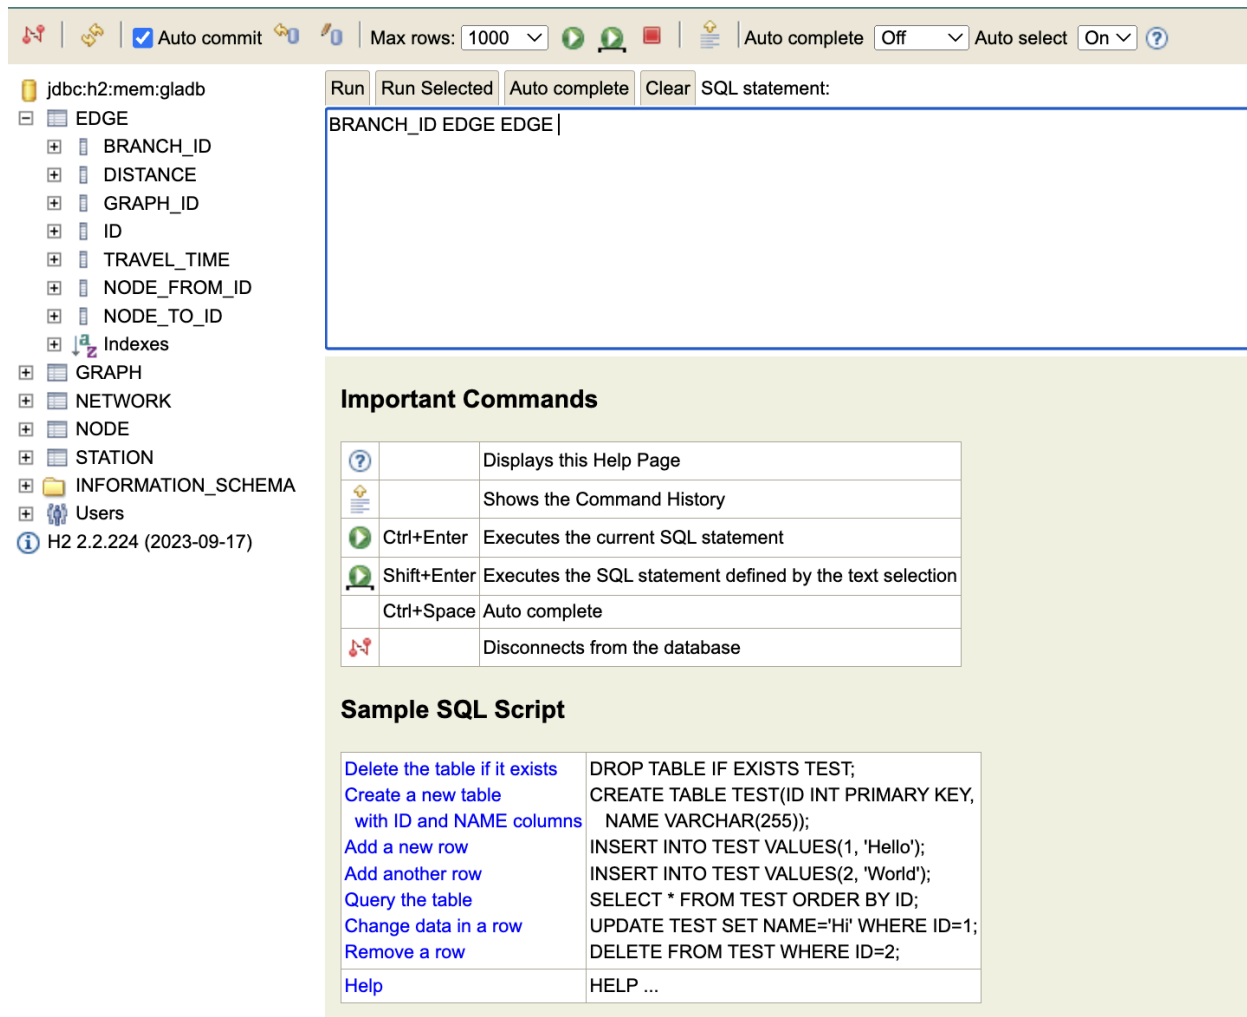 Auto commit Max rows: 1000 Auto complete Off Auto select On
jdbc:h2:mem:gladb
EDGE
BRANCH_ID
DISTANCE
GRAPH_ID
ID
TRAVEL_TIME
NODE_FROM_ID
NODE_TO_ID
Indexes
GRAPH
NETWORK
NODE
STATION
INFORMATION_SCHEMA
Users
H2 2.2.224 (2023-09-17)
Run Run Selected Auto complete Clear SQL statement:
BRANCH_ID EDGE EDGE
Important Commands
Displays this Help Page
Shows the Command History
Ctrl+Enter Executes the current SQL statement
Shift+Enter Executes the SQL statement defined by the text selection
Ctrl+Space Auto complete
Disconnects from the database
Sample SQL Script
Delete the table if it exists DROP TABLE IF EXISTS TEST;
Create a new table CREATE TABLE TEST(ID INT PRIMARY KEY,
with ID and NAME columns NAME VARCHAR(255));
Add a new row INSERT INTO TEST VALUES(1, 'Hello');
Add another row INSERT INTO TEST VALUES(2, 'World');
Query the table SELECT * FROM TEST ORDER BY ID;
Change data in a row UPDATE TEST SET NAME='Hi' WHERE ID=1;
Remove a row DELETE FROM TEST WHERE ID=2;
Help HELP ...